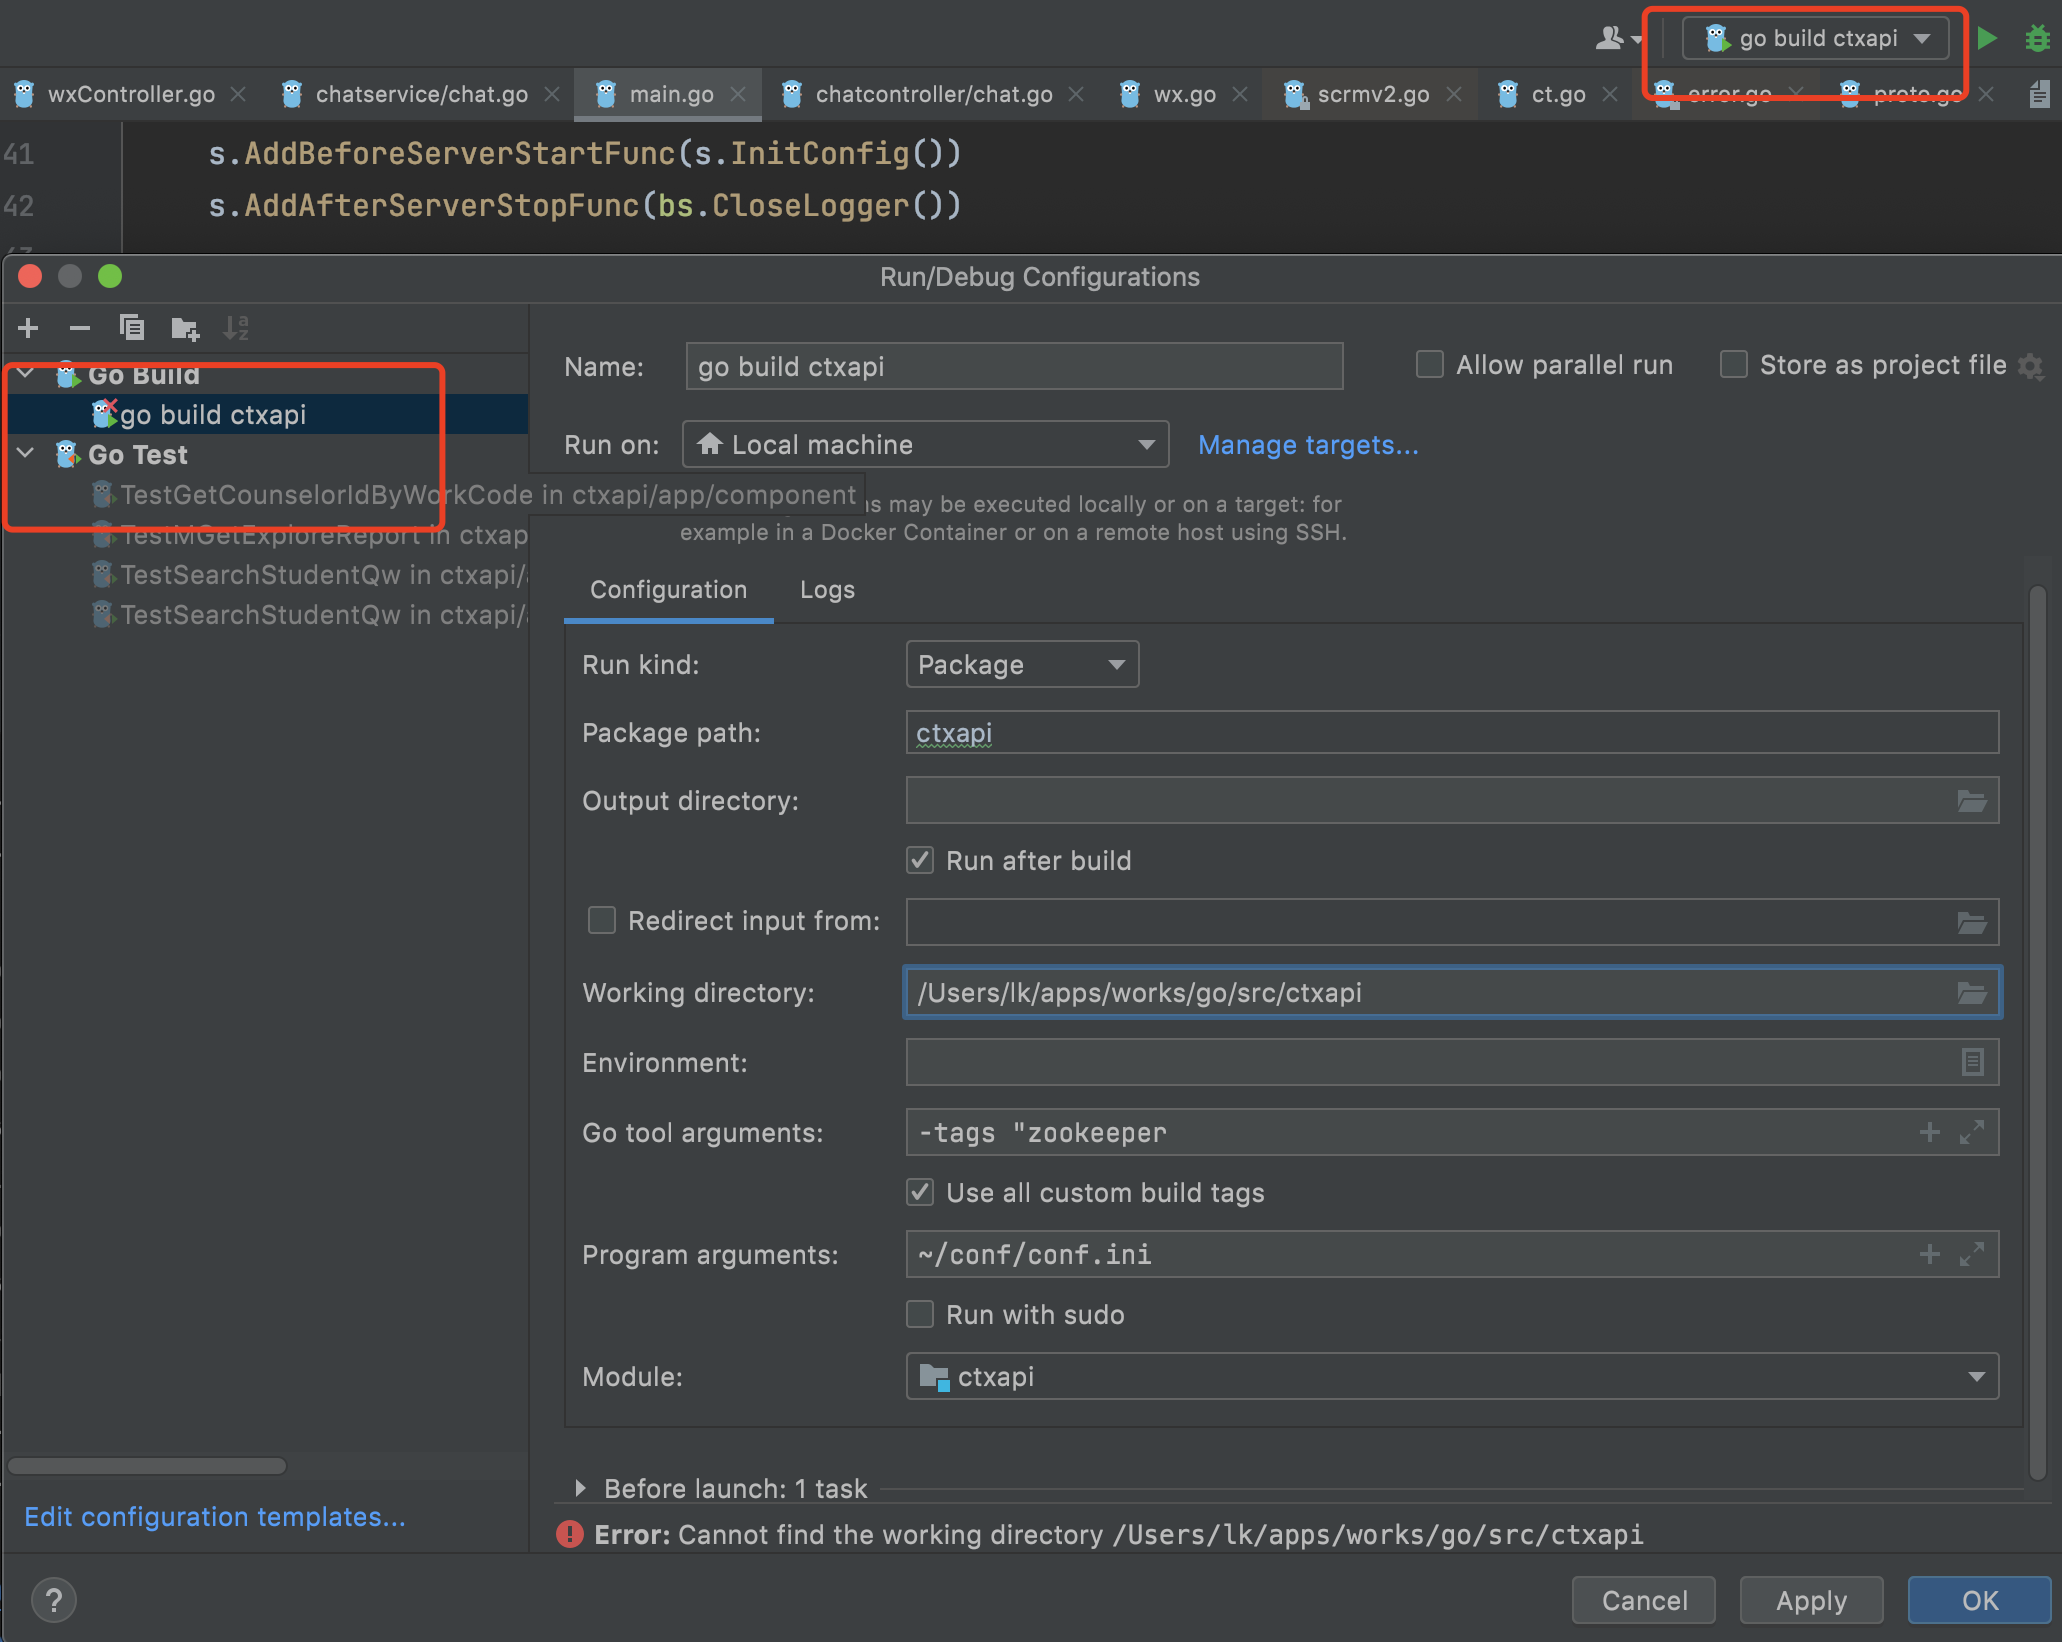 go build ctxapi
wxController.go chatservice/chat.go main.go chatcontroller/chat.go wx.go scrmv2.go ct.go error.go proto.go
41 s.AddBeforeServerStartFunc(s.InitConfig())
42 s.AddAfterServerStopFunc(bs.CloseLogger())
Run/Debug Configurations
Go Build
go build ctxapi
Go Test
TestGetCounselorIdByWorkCode in ctxapi/app/component
TestMGetExploreReport in ctxap
TestSearchStudentQw in ctxapi/
TestSearchStudentQw in ctxapi/
Edit configuration templates...
Name: go build ctxapi
Allow parallel run
Store as project file
Run on: Local machine
Manage targets...
may be executed locally or on a target: for
example in a Docker Container or on a remote host using SSH.
Configuration Logs
Run kind: Package
Package path: ctxapi
Output directory:
Run after build
Redirect input from:
Working directory: /Users/lk/apps/works/go/src/ctxapi
Environment:
Go tool arguments: -tags "zookeeper
Use all custom build tags
Program arguments: ~/conf/conf.ini
Run with sudo
Module: ctxapi
Before launch: 1 task
Error: Cannot find the working directory /Users/lk/apps/works/go/src/ctxapi
?
Cancel Apply OK